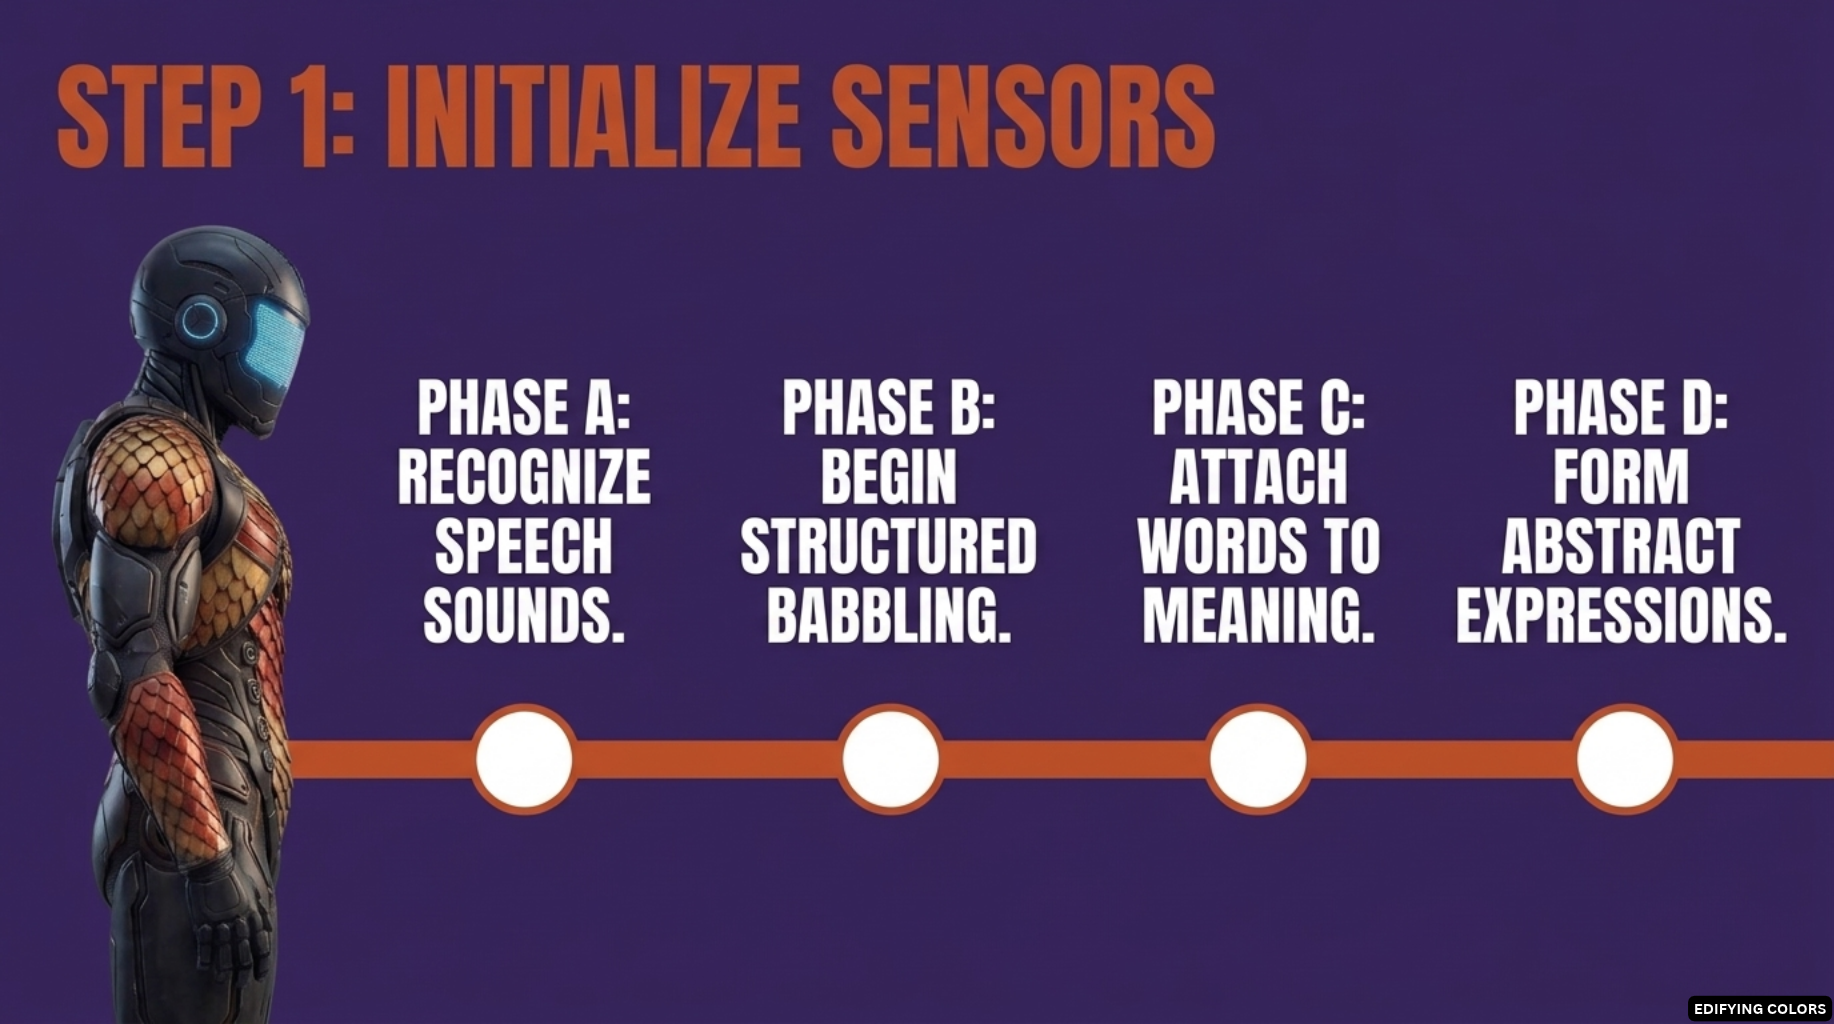 STEP 1: INITIALIZE SENSORS
PHASE A:
RECOGNIZE
SPEECH
SOUNDS.
PHASE B:
BEGIN
STRUCTURED
BABBLING.
PHASE C:
ATTACH
WORDS TO
MEANING.
PHASE D:
FORM
ABSTRACT
EXPRESSIONS.
EDIFYING COLORS